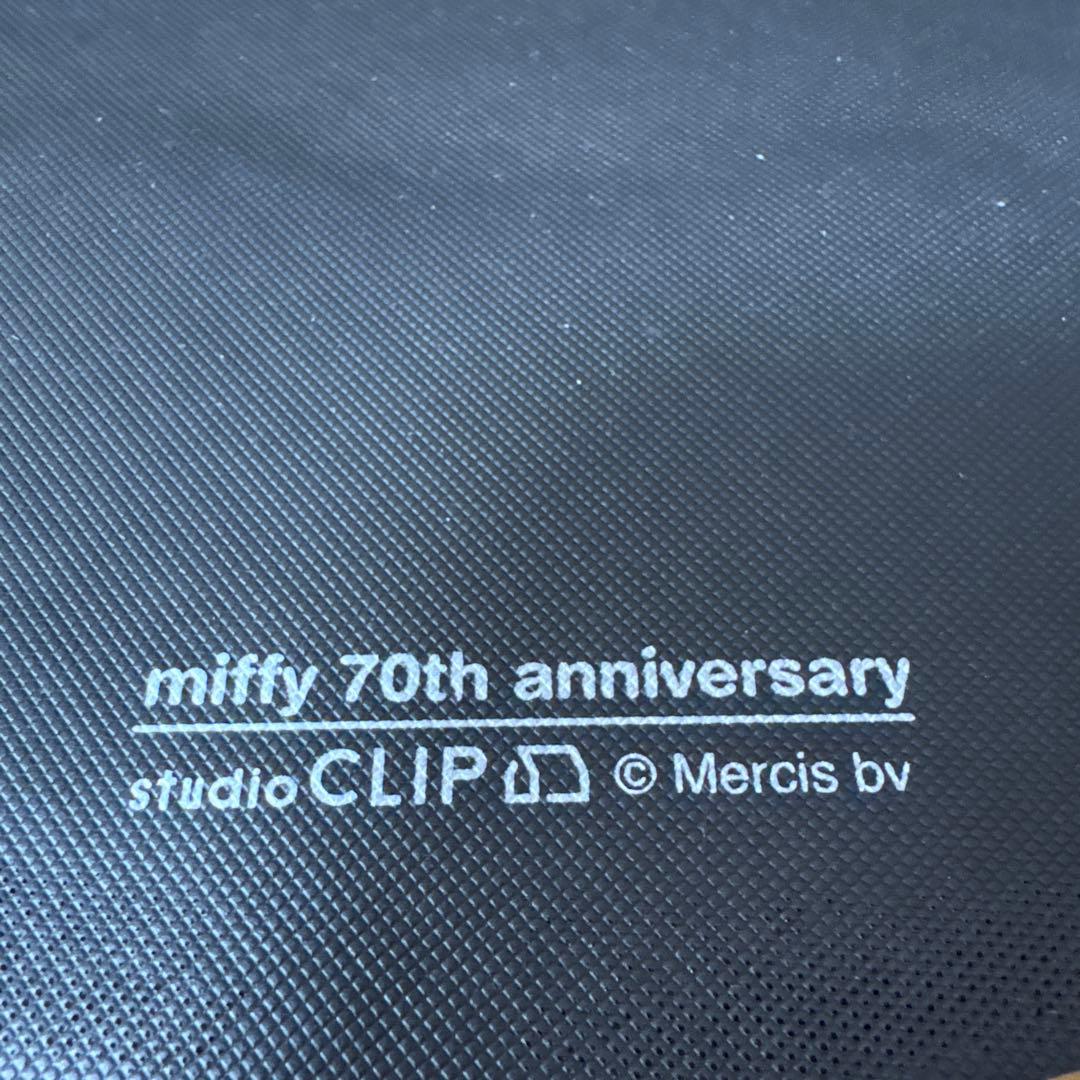 miffy 70th anniversary
studio CLIP © Mercis bv